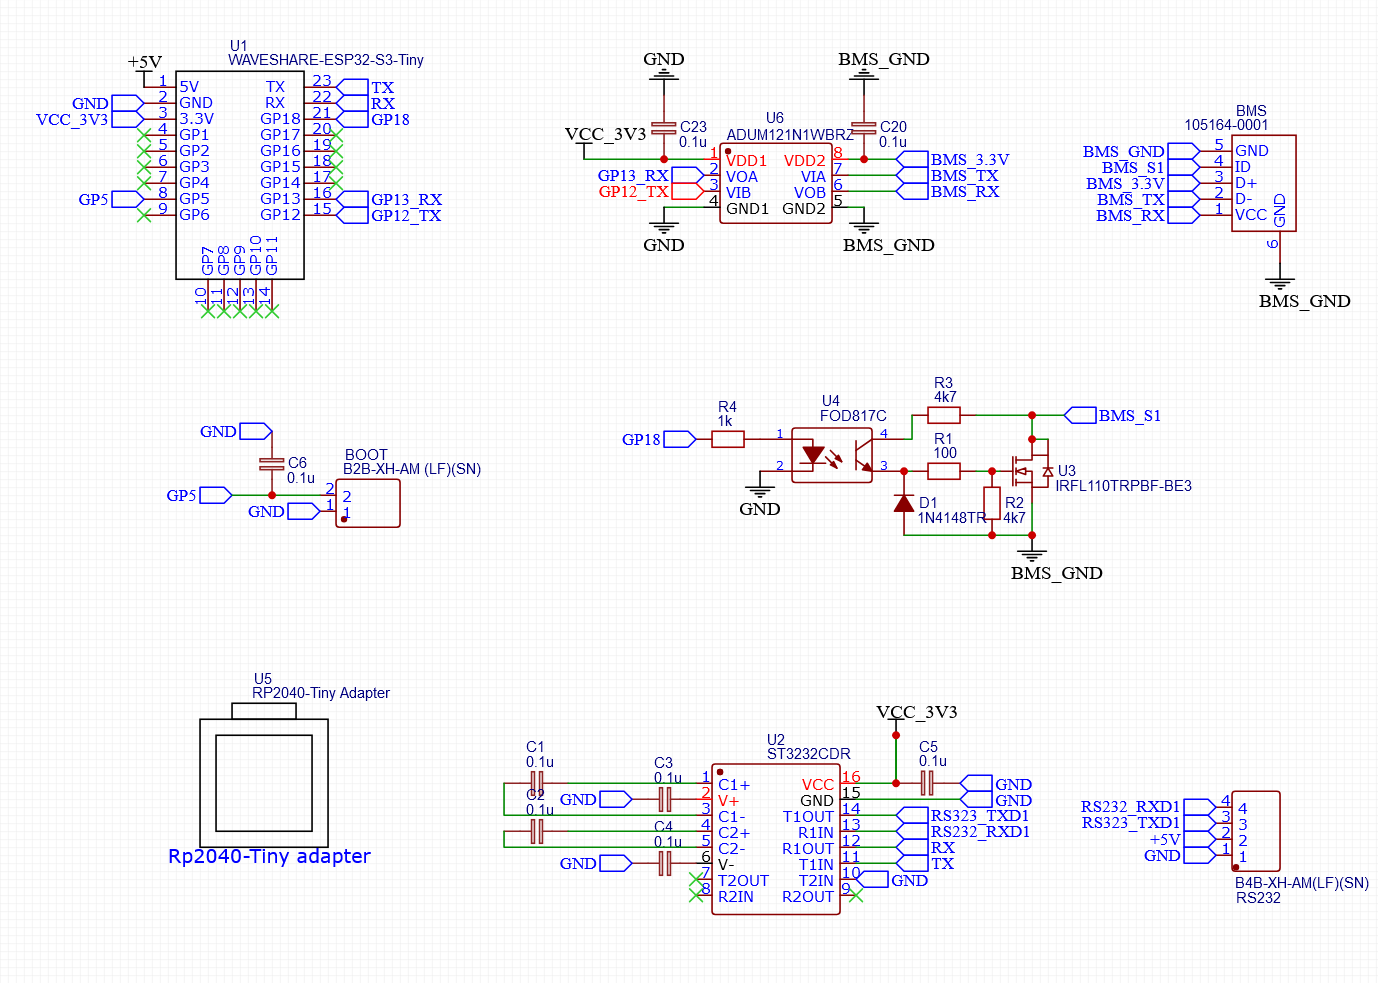 U1
WAVESHARE-ESP32-S3-Tiny
+5V
1 5V TX 23 TX
GND 2 GND RX 22 RX
VCC_3V3 3 3.3V GP18 21 GP18
4 GP1 GP17 20
5 GP2 GP16 19
6 GP3 GP15 18
7 GP4 GP14 17
GP5 8 GP5 GP13 16 GP13_RX
9 GP6 GP12 15 GP12_TX
GP7 GP8 GP9 GP10 GP11
10 11 12 13 14
GND BMS_GND
U6
ADUM121N1WBRZ
VCC_3V3
C23
0.1u
C20
0.1u
1 VDD1 VDD2 8 BMS_3.3V
GP13_RX 2 VOA VIA 7 BMS_TX
GP12_TX 3 VIB VOB 6 BMS_RX
4 GND1 GND2 5
GND BMS_GND
BMS
105164-0001
BMS_GND 5 GND
BMS_S1 4 ID
BMS_3.3V 3 D+
BMS_TX 2 D-
BMS_RX 1 VCC
GND
6
BMS_GND
GND
C6
0.1u
BOOT
B2B-XH-AM (LF)(SN)
GP5 2 2
GND 1 1
R4
1k
GP18
U4
FOD817C
1 4
2 3
GND
R3
4k7
BMS_S1
R1
100
U3
IRFL110TRPBF-BE3
D1
1N4148TR
R2
4k7
BMS_GND
U5
RP2040-Tiny Adapter
Rp2040-Tiny adapter
VCC_3V3
U2
ST3232CDR
C1
0.1u
C2
0.1u
C3
0.1u
C4
0.1u
C5
0.1u
1 C1+ VCC 16 GND
GND 2 V+ GND 15 GND
3 C1- T1OUT 14 RS323_TXD1
4 C2+ R1IN 13 RS232_RXD1
5 C2- R1OUT 12 RX
GND 6 V- T1IN 11 TX
7 T2OUT T2IN 10 GND
8 R2IN R2OUT 9
RS232_RXD1 4 4
RS323_TXD1 3 3
+5V 2 2
GND 1 1
B4B-XH-AM(LF)(SN)
RS232